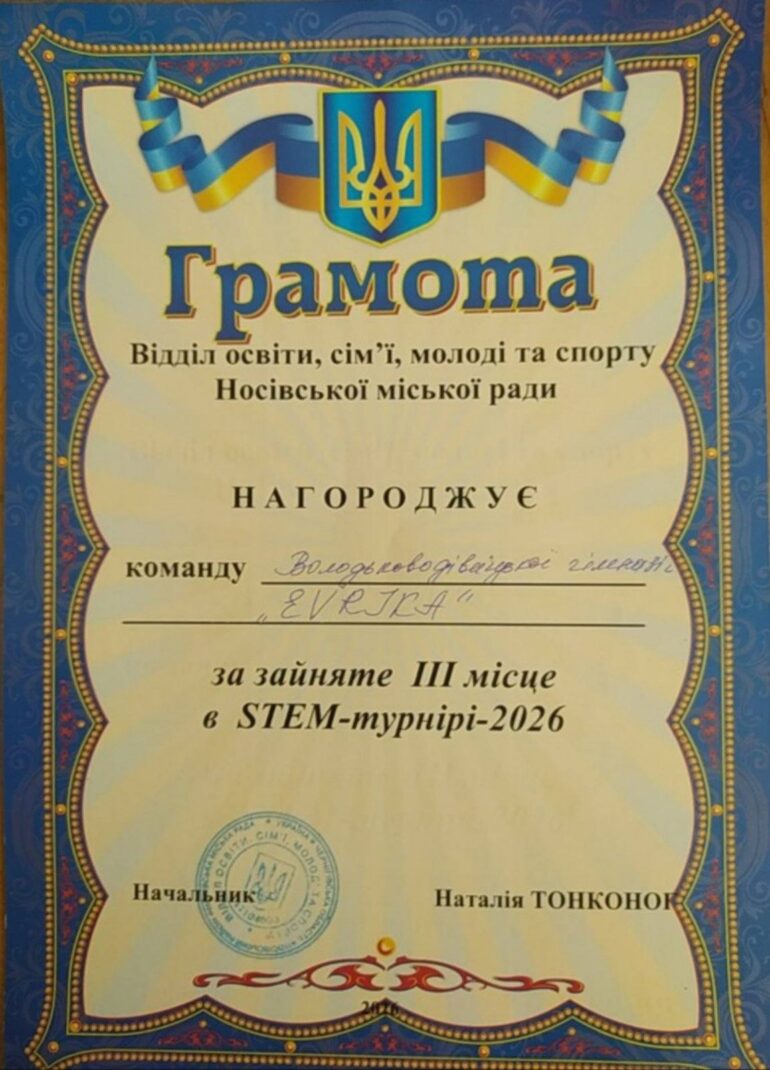 Грамота
Відділ освіти, сім’ї, молоді та спорту
Носівської міської ради
НАГОРОДЖУЄ
команду Володьководівицької гімназії
„EVRIKA“
за зайняте III місце
в STEM-турнірі-2026
Начальник
Наталія ТОНКОНОГ
2026